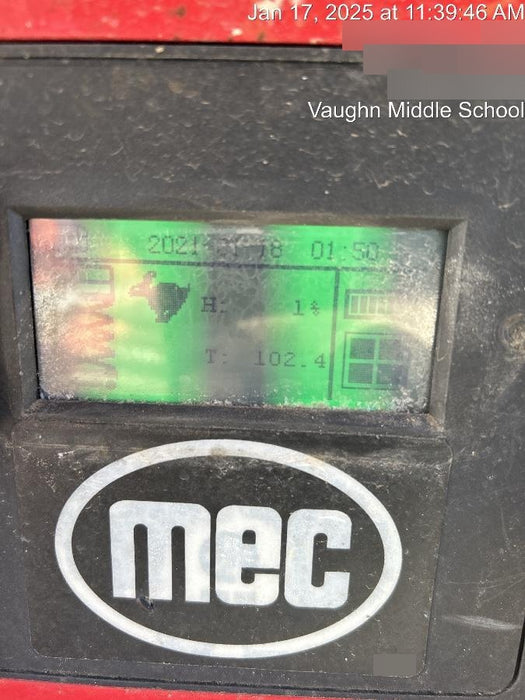 Jan 17, 2025 at 11:39:46 AM
Vaughn Middle School
01:50
H: 1%
T: 102.4
mec